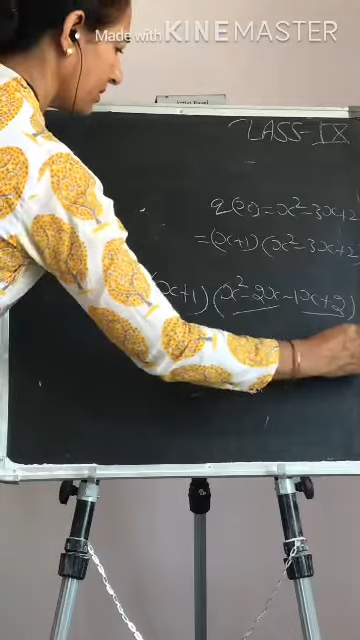 Made with KINEMASTER
CLASS-IX
q(x)=x²-3x+2
=(x+1)(x²-3x+2
x+1)(x²-2x-1x+2)